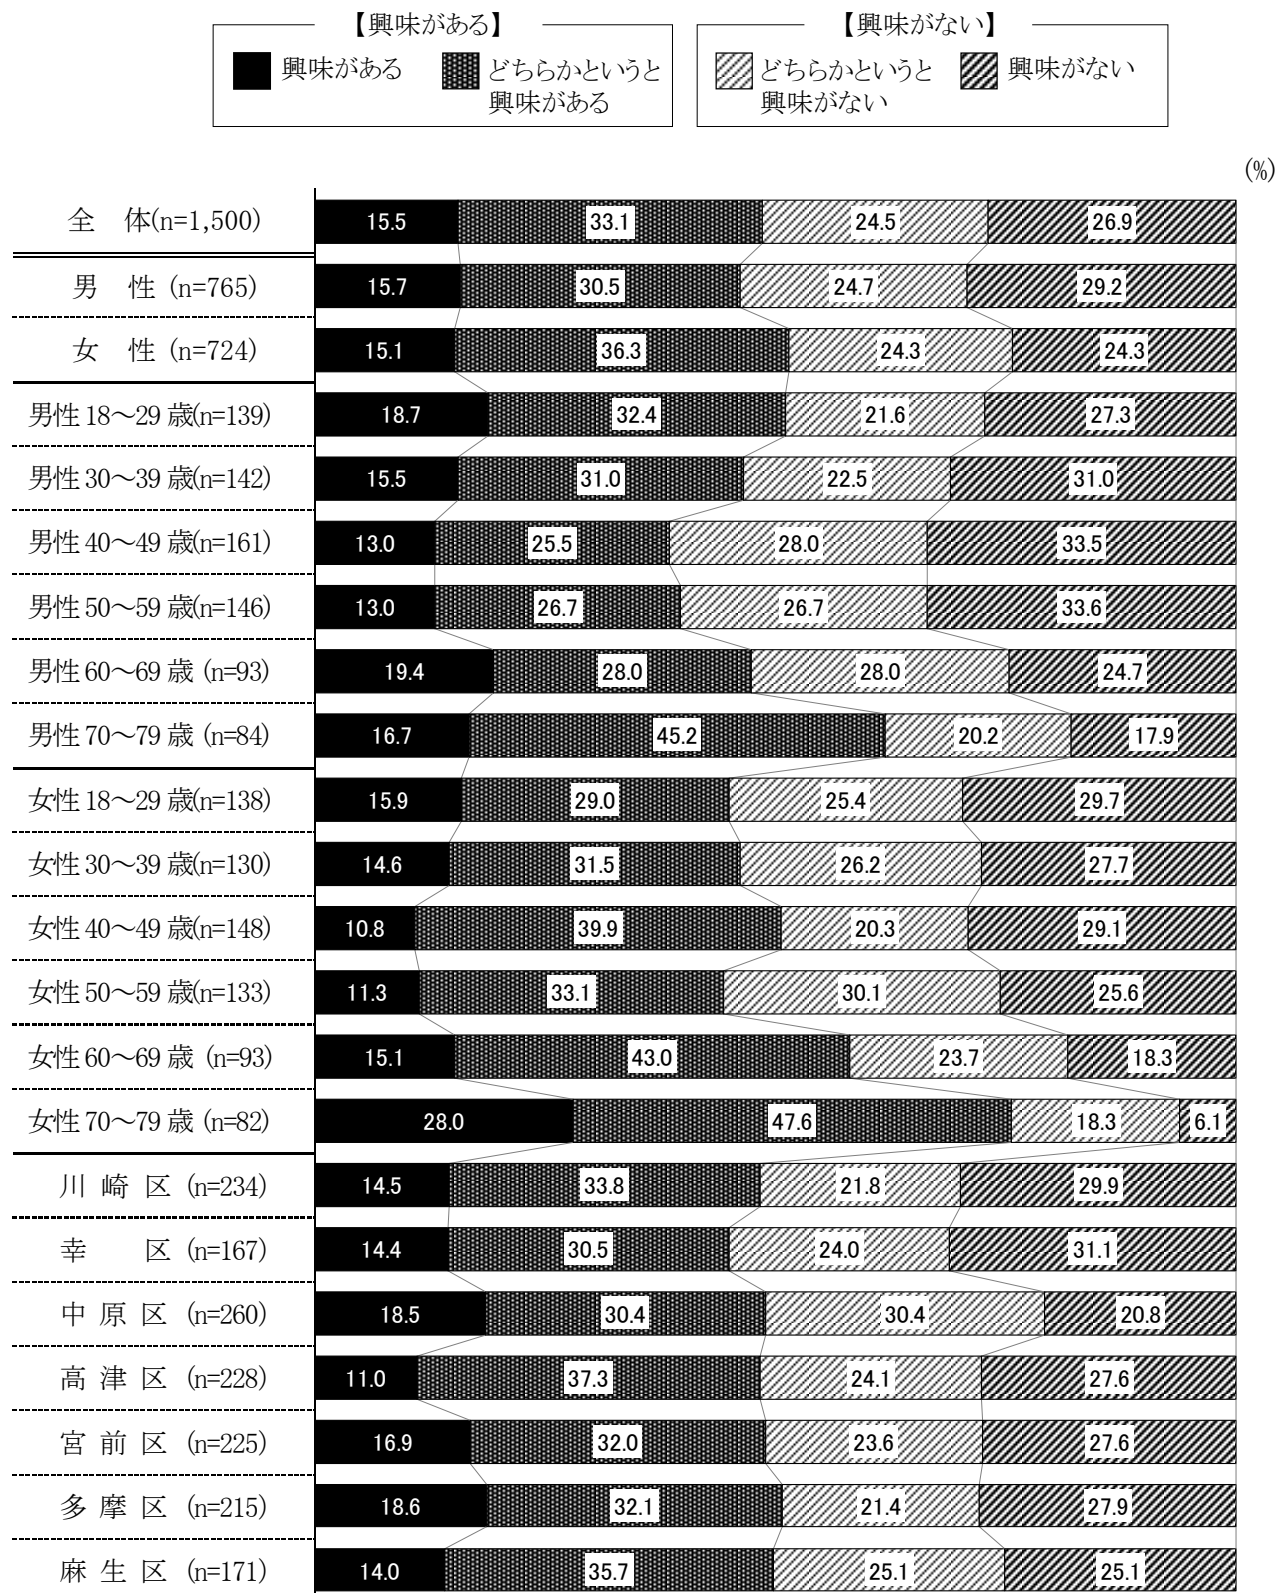 【興味がある】 【興味がない】
興味がある どちらかというと 興味がある どちらかというと 興味がない 興味がない
(%)
全 体(n=1,500) 15.5 33.1 24.5 26.9
男 性 (n=765) 15.7 30.5 24.7 29.2
女 性 (n=724) 15.1 36.3 24.3 24.3
男性 18～29 歳(n=139) 18.7 32.4 21.6 27.3
男性 30～39 歳(n=142) 15.5 31.0 22.5 31.0
男性 40～49 歳(n=161) 13.0 25.5 28.0 33.5
男性 50～59 歳(n=146) 13.0 26.7 26.7 33.6
男性 60～69 歳 (n=93) 19.4 28.0 28.0 24.7
男性 70～79 歳 (n=84) 16.7 45.2 20.2 17.9
女性 18～29 歳(n=138) 15.9 29.0 25.4 29.7
女性 30～39 歳(n=130) 14.6 31.5 26.2 27.7
女性 40～49 歳(n=148) 10.8 39.9 20.3 29.1
女性 50～59 歳(n=133) 11.3 33.1 30.1 25.6
女性 60～69 歳 (n=93) 15.1 43.0 23.7 18.3
女性 70～79 歳 (n=82) 28.0 47.6 18.3 6.1
川 崎 区 (n=234) 14.5 33.8 21.8 29.9
幸 区 (n=167) 14.4 30.5 24.0 31.1
中 原 区 (n=260) 18.5 30.4 30.4 20.8
高 津 区 (n=228) 11.0 37.3 24.1 27.6
宮 前 区 (n=225) 16.9 32.0 23.6 27.6
多 摩 区 (n=215) 18.6 32.1 21.4 27.9
麻 生 区 (n=171) 14.0 35.7 25.1 25.1